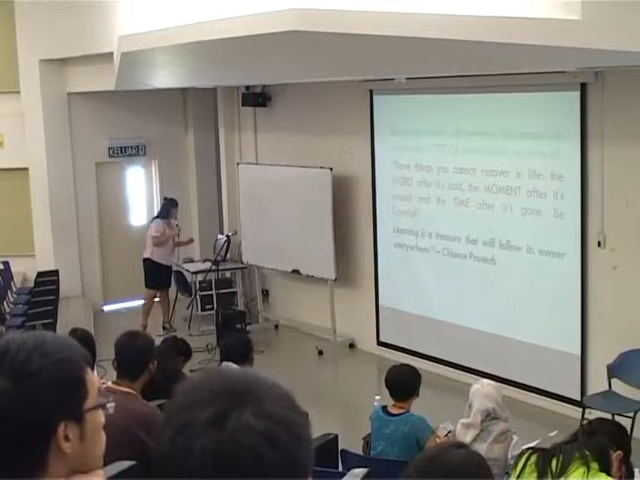 KELUAR
"Three things you cannot recover in life: the
WORD after it's said, the MOMENT after it's
missed and the TIME after it's gone. Be
Careful!"
Learning is a treasure that will follow its owner
everywhere." – Chinese Proverb